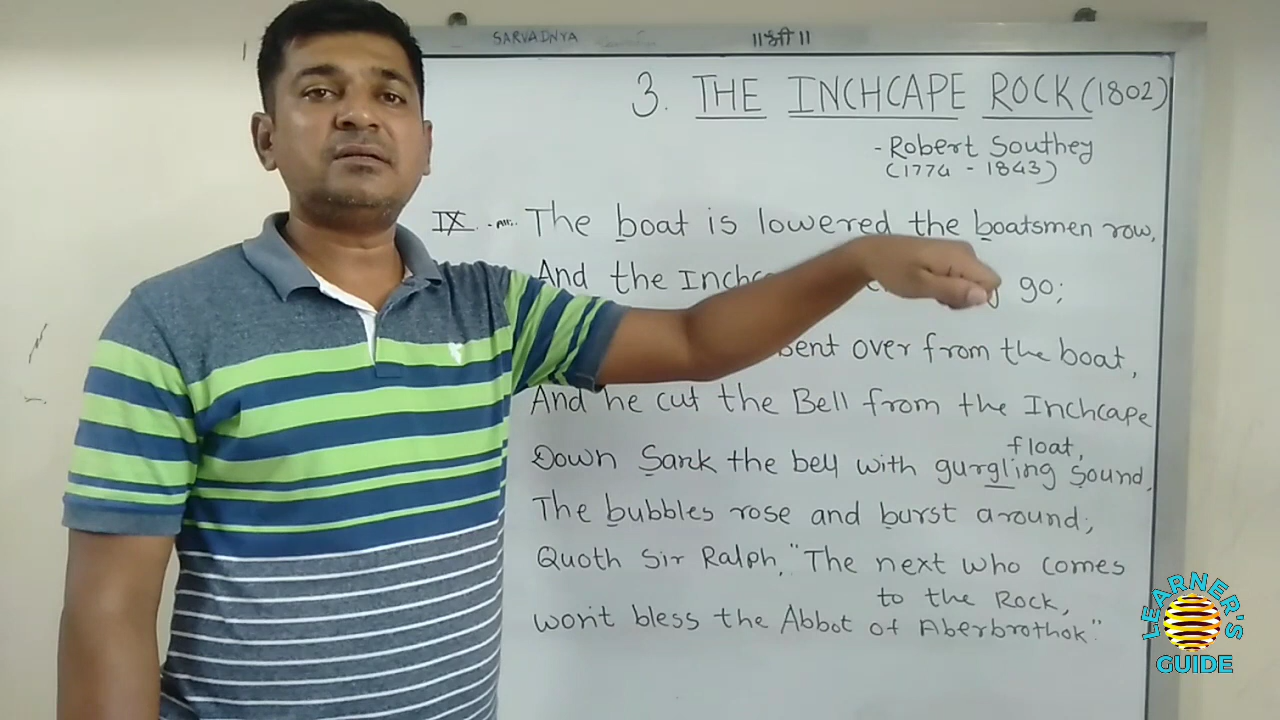 SARVADNYA
॥श्री॥
3. THE INCHCAPE ROCK (1802)
- Robert Southey
(1774 - 1843)
IX The boat is lowered the boatsmen row,
And the Inchc go;
bent over from the boat,
And he cut the Bell from the Inchcape
float,
Down Sank the bell with gurgling Sound,
The bubbles rose and burst around;
Quoth Sir Ralph, "The next who comes
to the Rock,
won't bless the Abbot of Aberbrothok"
LEARNER'S
GUIDE